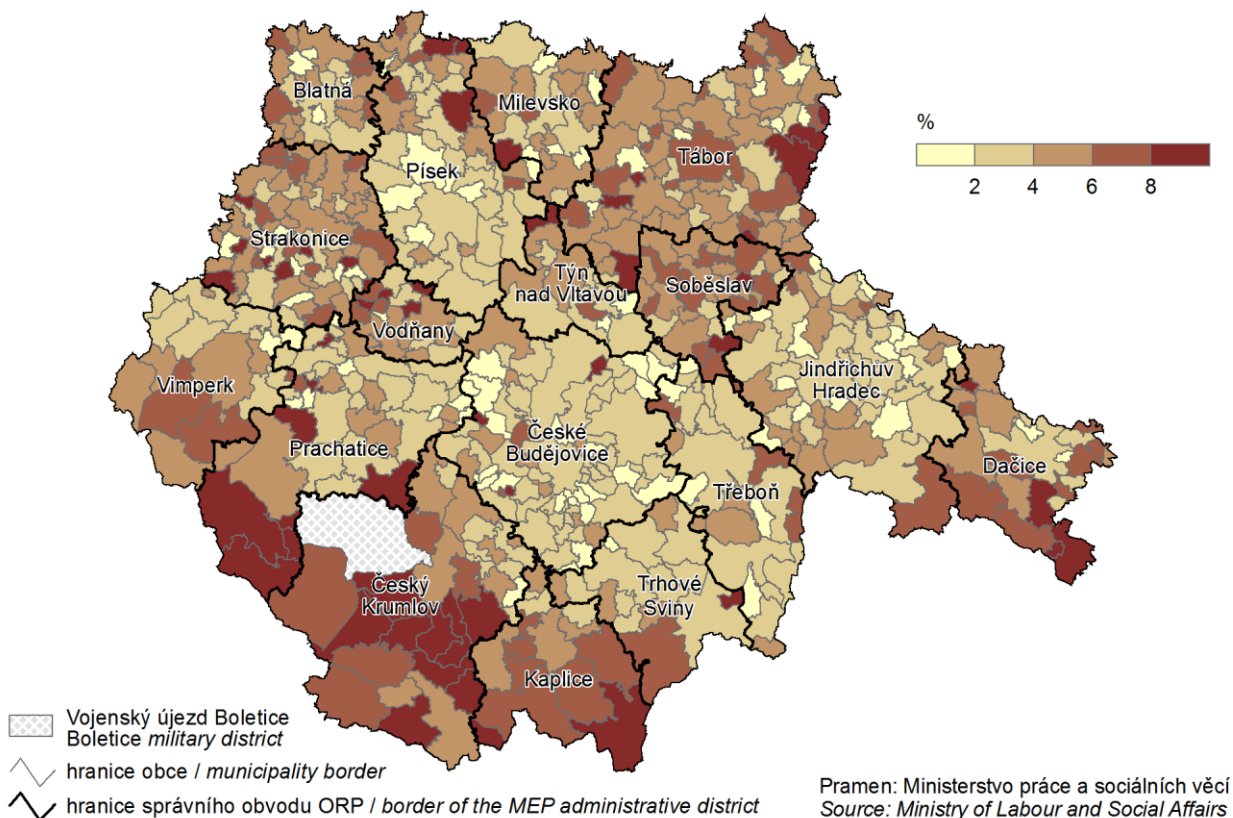 Blatná
Milevsko
Písek
Tábor
%
2 4 6 8
Strakonice
Týn
nad Vltavou
Soběslav
Vodňany
Vimperk
Jindřichův
Hradec
Prachatice
České
Budějovice
Dačice
Třeboň
Český
Krumlov
Trhové
Sviny
Kaplice
Vojenský újezd Boletice
Boletice military district
hranice obce / municipality border
hranice správního obvodu ORP / border of the MEP administrative district
Pramen: Ministerstvo práce a sociálních věcí
Source: Ministry of Labour and Social Affairs